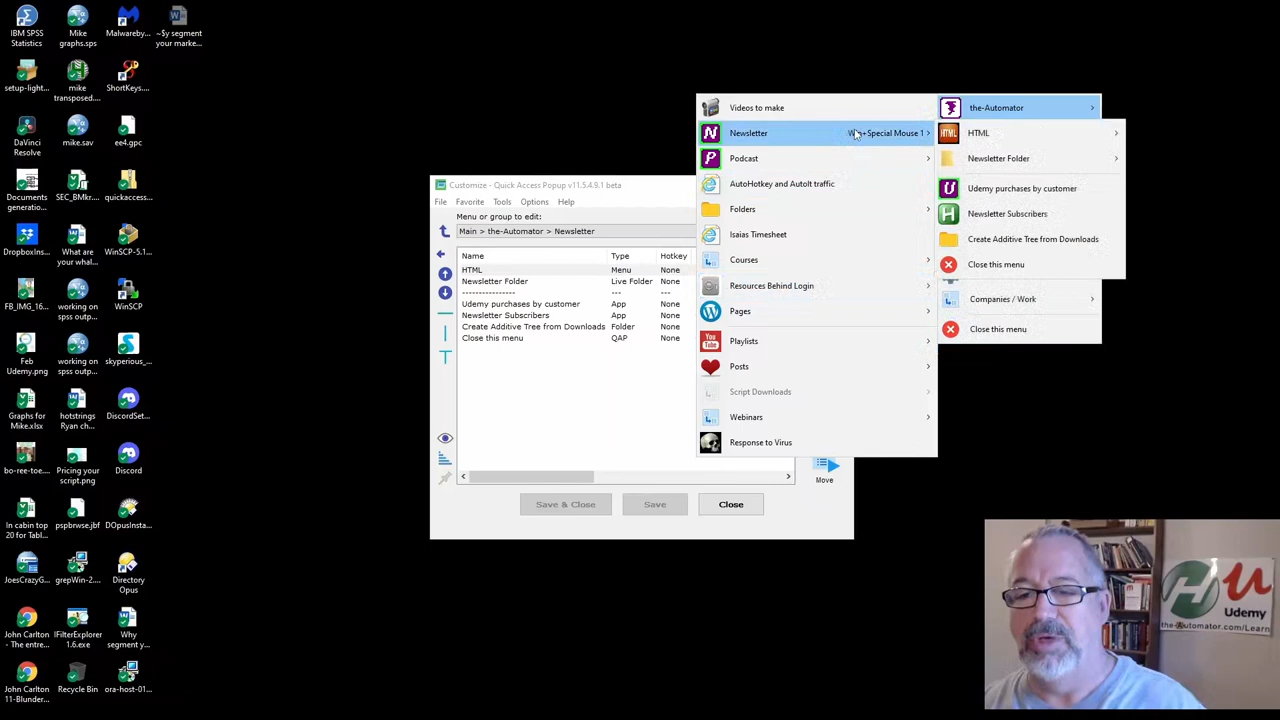 IBM SPSS
Statistics
Mike
graphs.sps
Malwareby...
~$y segment
your marke...
setup-light...
mike
transposed....
ShortKeys....
DaVinci
Resolve
mike.sav
ee4.gpc
Documents
generatio...
SEC_BMkr....
quickaccess...
DropboxIns...
What are
your whal...
WinSCP-5.1...
FB_IMG_16...
working on
spss outp...
WinSCP
Feb
Udemy.png
working on
spss outp...
skyperious_...
Graphs for
Mike.xlsx
hotstrings
Ryan ch...
DiscordSet...
bo-ree-toe...
Pricing your
script.png
Discord
In cabin top
20 for Tabl...
pspbrwse.jbf
DOpusInsta...
JoesCrazyG...
grepWin-2....
Directory
Opus
John Carlton
- The entre...
IFilterExplorer
1.6.exe
Why
segment y...
John Carlton
11-Blunder...
Recycle Bin
ora-host-01...
Customize - Quick Access Popup v11.5.4.9.1 beta
File Favorite Tools Options Help
Menu or group to edit:
Main > the-Automator > Newsletter
Name Type Hotkey
HTML Menu None
Newsletter Folder Live Folder None
---------------- --- ---
Udemy purchases by customer App None
Newsletter Subscribers App None
Create Additive Tree from Downloads Folder None
Close this menu QAP None
Move
Save & Close Save Close
Videos to make
Newsletter +Special Mouse 1
Podcast
AutoHotkey and AutoIt traffic
Folders
Isaias Timesheet
Courses
Resources Behind Login
Pages
Playlists
Posts
Script Downloads
Webinars
Response to Virus
the-Automator
HTML
Newsletter Folder
Udemy purchases by customer
Newsletter Subscribers
Create Additive Tree from Downloads
Close this menu
Companies / Work
Close this menu
H U
Udemy
the-Automator.com/Learn